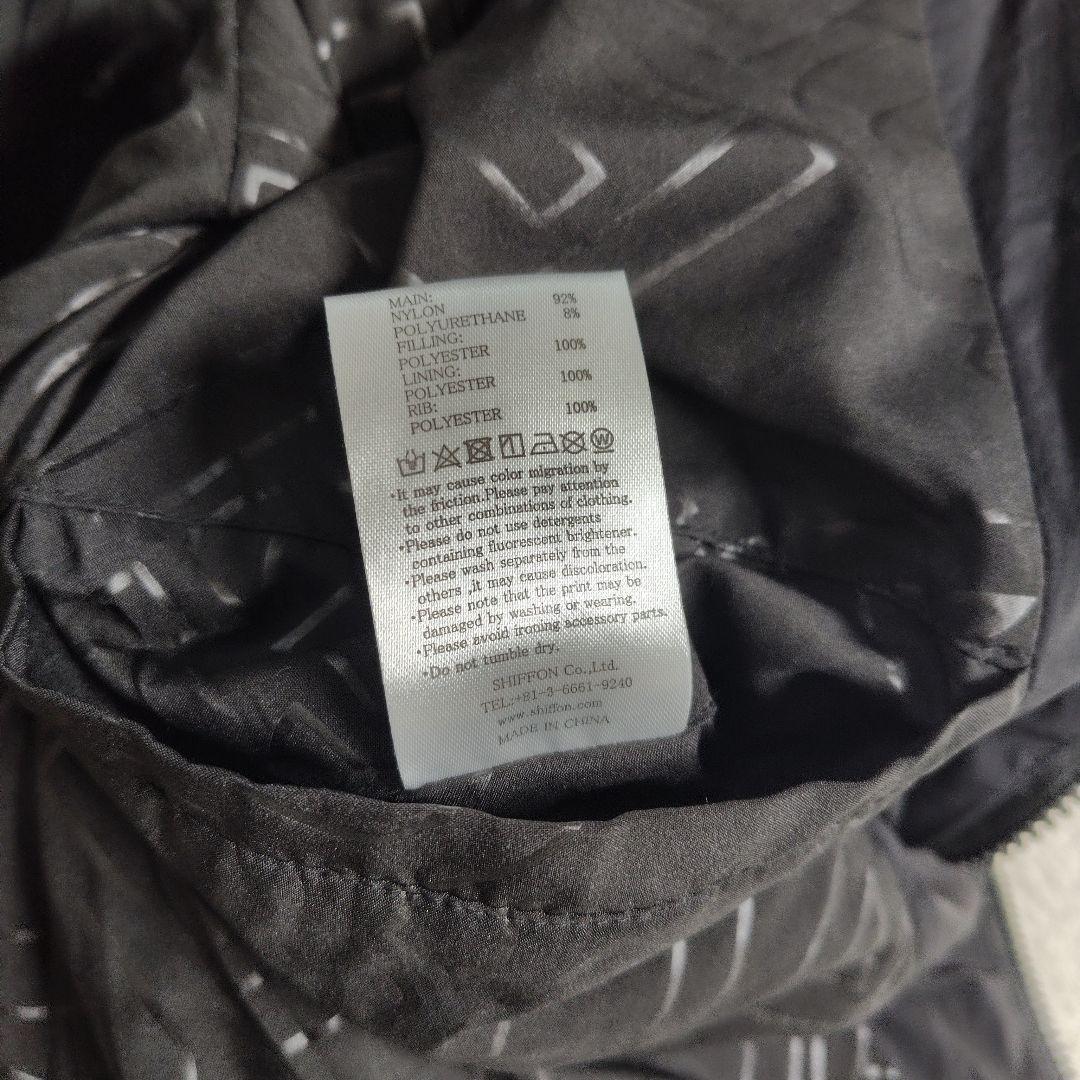 MAIN:
NYLON 92%
POLYURETHANE 8%
FILLING:
POLYESTER 100%
LINING:
POLYESTER 100%
RIB:
POLYESTER 100%
W
•It may cause color migration by
the friction.Please pay attention
to other combinations of clothing.
•Please do not use detergents
containing fluorescent brightener.
•Please wash separately from the
others ,it may cause discoloration.
•Please note that the print may be
damaged by washing or wearing.
•Please avoid ironing accessory parts.
•Do not tumble dry.
SHIFFON Co.,Ltd.
TEL:+81-3-6661-9240
www.shiffon.com
MADE IN CHINA